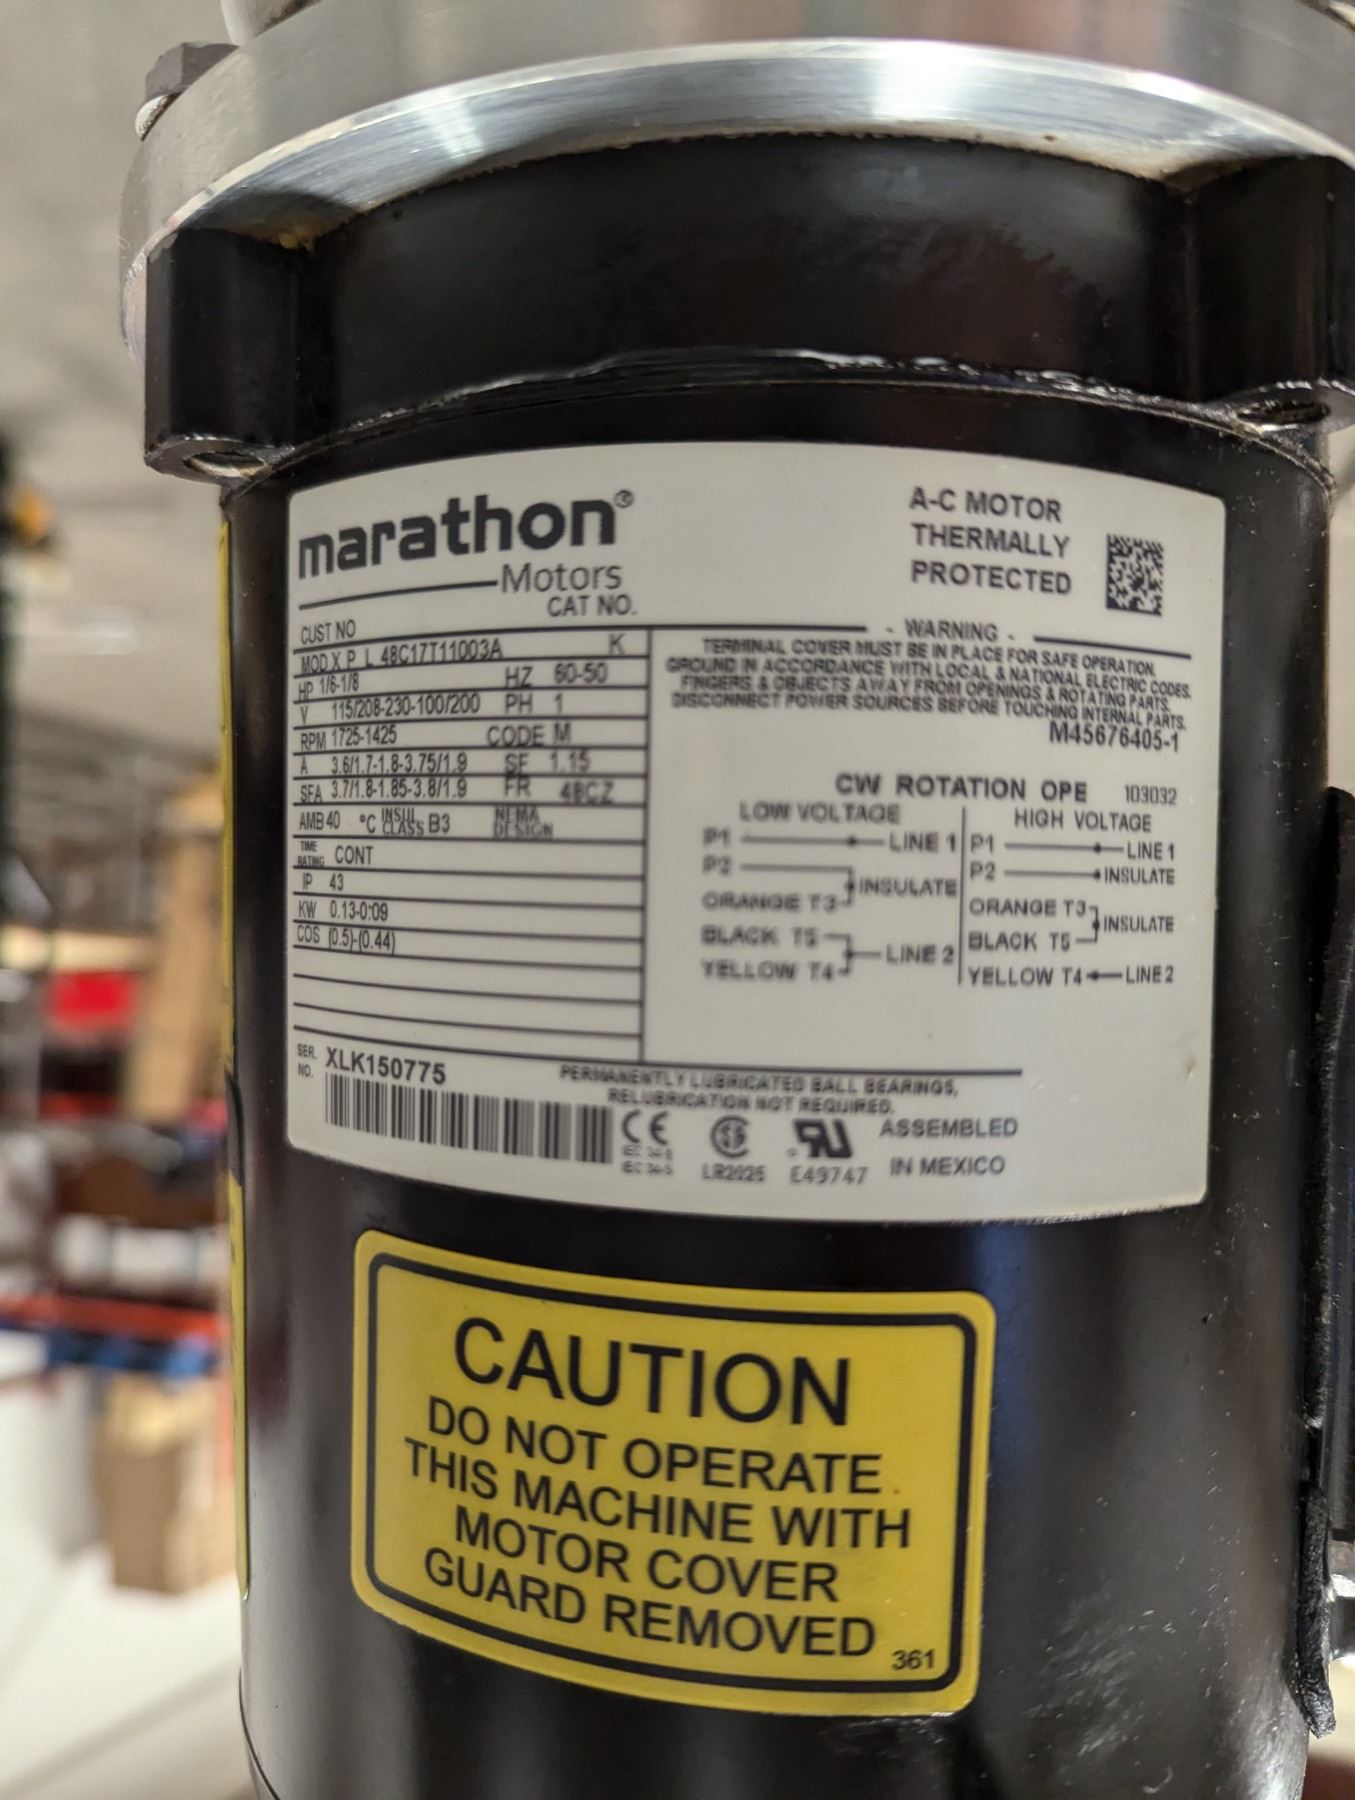 marathon®
Motors
CAT NO.
A-C MOTOR
THERMALLY
PROTECTED
CUST NO
MOD.X P L 48C17T11003A K
HP 1/6-1/8 HZ 60-50
V 115/208-230-100/200 PH 1
RPM 1725-1425 CODE M
A 3.6/1.7-1.8-3.75/1.9 SF 1.15
SFA 3.7/1.8-1.85-3.8/1.9 FR 48CZ
AMB 40 °C INSUL CLASS B3 NEMA DESIGN
TIME RATING CONT
IP 43
KW 0.13-0:09
COS (0.5)-(0.44)
- WARNING -
TERMINAL COVER MUST BE IN PLACE FOR SAFE OPERATION.
GROUND IN ACCORDANCE WITH LOCAL & NATIONAL ELECTRIC CODES.
FINGERS & OBJECTS AWAY FROM OPENINGS & ROTATING PARTS.
DISCONNECT POWER SOURCES BEFORE TOUCHING INTERNAL PARTS.
M45676405-1
CW ROTATION OPE 103032
LOW VOLTAGE
P1 LINE 1
P2
INSULATE
ORANGE T3
BLACK T5
LINE 2
YELLOW T4
HIGH VOLTAGE
P1 LINE 1
P2 INSULATE
ORANGE T3
INSULATE
BLACK T5
YELLOW T4 LINE 2
SER. NO. XLK150775
PERMANENTLY LUBRICATED BALL BEARINGS,
RELUBRICATION NOT REQUIRED.
CE
LR2025
E49747
ASSEMBLED
IN MEXICO
CAUTION
DO NOT OPERATE
THIS MACHINE WITH
MOTOR COVER
GUARD REMOVED
361